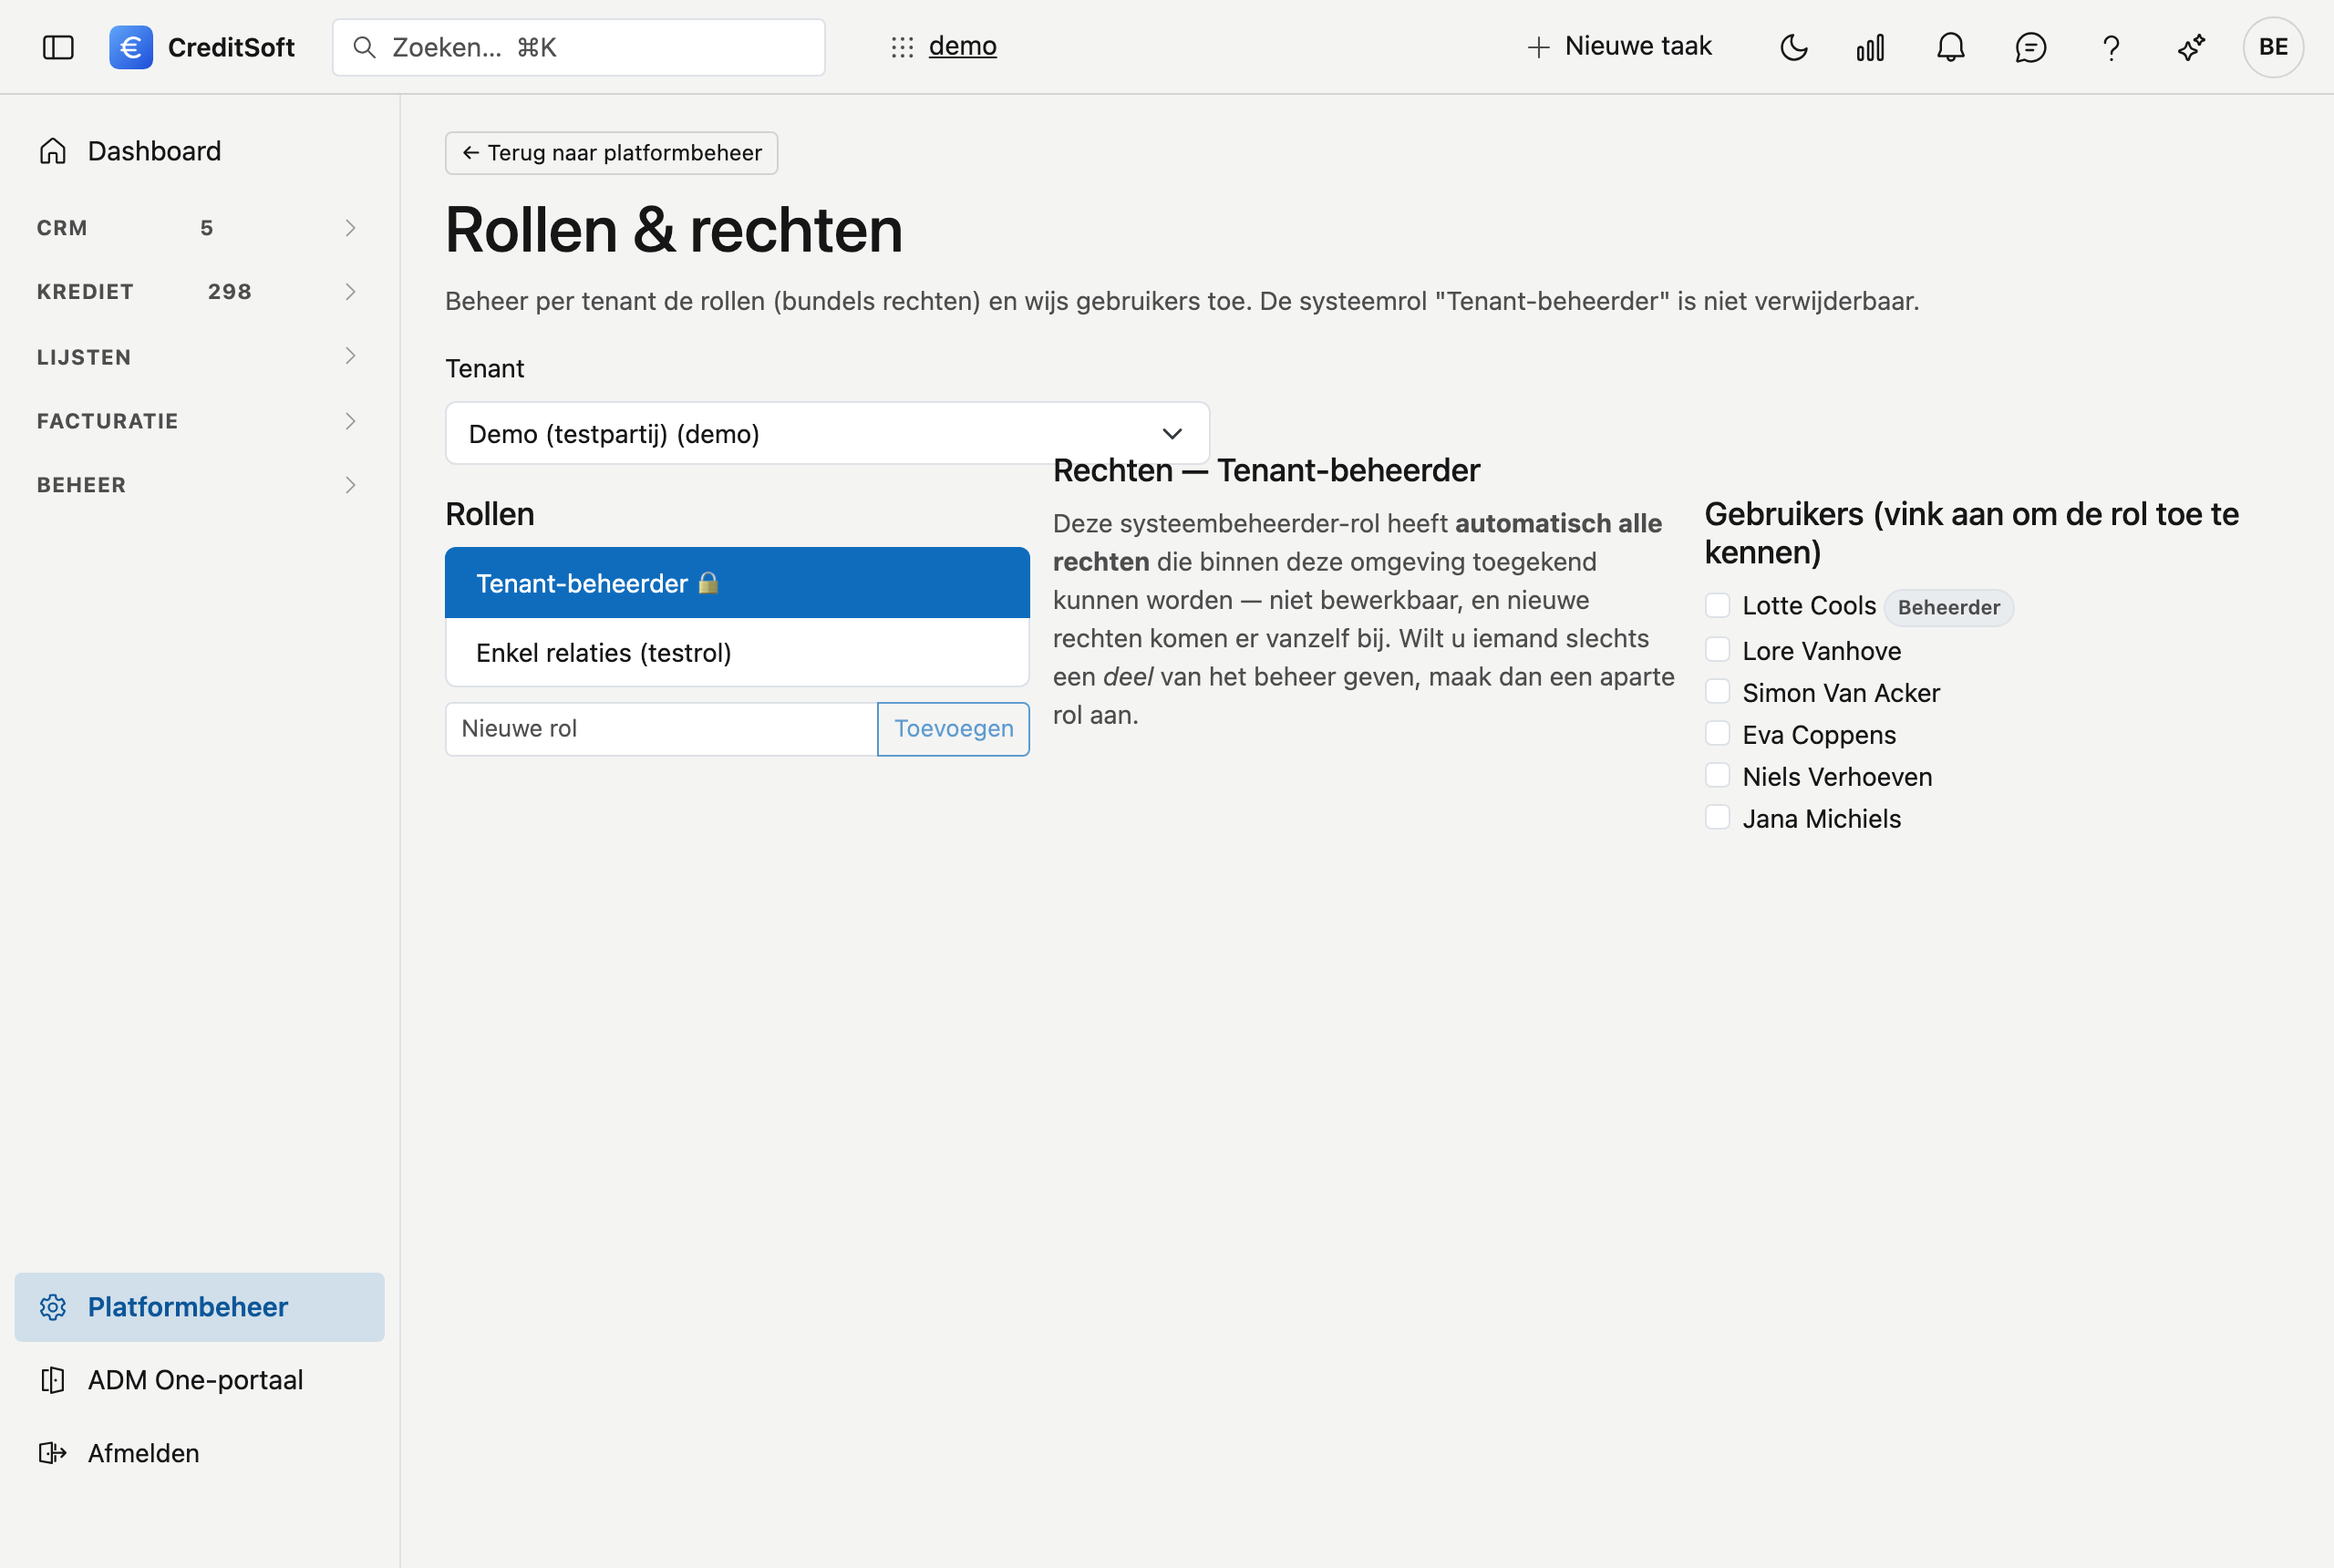 € CreditSoft
Zoeken... ⌘K
demo
Nieuwe taak
BE
Dashboard
CRM 5
KREDIET 298
LIJSTEN
FACTURATIE
BEHEER
Platformbeheer
ADM One-portaal
Afmelden
← Terug naar platformbeheer
Rollen & rechten
Beheer per tenant de rollen (bundels rechten) en wijs gebruikers toe. De systeemrol "Tenant-beheerder" is niet verwijderbaar.
Tenant
Demo (testpartij) (demo)
Rollen
Tenant-beheerder 🔒
Enkel relaties (testrol)
Nieuwe rol
Toevoegen
Rechten — Tenant-beheerder
Deze systeembeheerder-rol heeft automatisch alle
rechten die binnen deze omgeving toegekend
kunnen worden — niet bewerkbaar, en nieuwe
rechten komen er vanzelf bij. Wilt u iemand slechts
een deel van het beheer geven, maak dan een aparte
rol aan.
Gebruikers (vink aan om de rol toe te
kennen)
Lotte Cools Beheerder
Lore Vanhove
Simon Van Acker
Eva Coppens
Niels Verhoeven
Jana Michiels